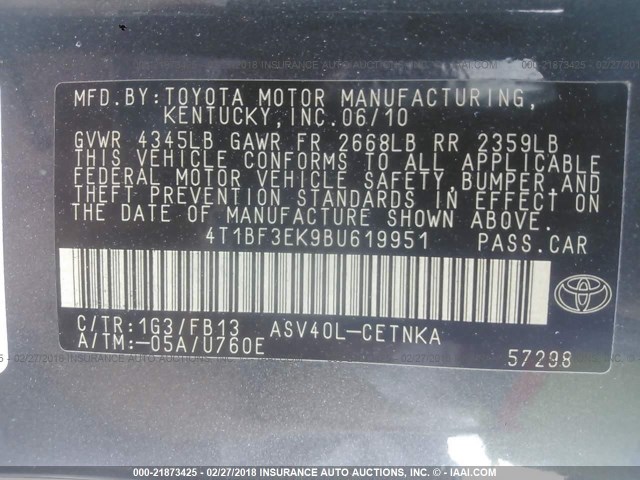 MFD.BY:TOYOTA MOTOR MANUFACTURING,
KENTUCKY,INC.06/10
GVWR 4345LB GAWR FR 2668LB RR 2359LB
THIS VEHICLE CONFORMS TO ALL APPLICABLE
FEDERAL MOTOR VEHICLE SAFETY,BUMPER,AND
THEFT PREVENTION STANDARDS IN EFFECT ON
THE DATE OF MANUFACTURE SHOWN ABOVE.
4T1BF3EK9BU619951 PASS.CAR
C/TR:1G3/FB13 ASV40L-CETNKA
A/TM:-05A/U760E
57298
000-21873425 - 02/27/2018 INSURANCE AUTO AUCTIONS, INC. - © IAAI.COM